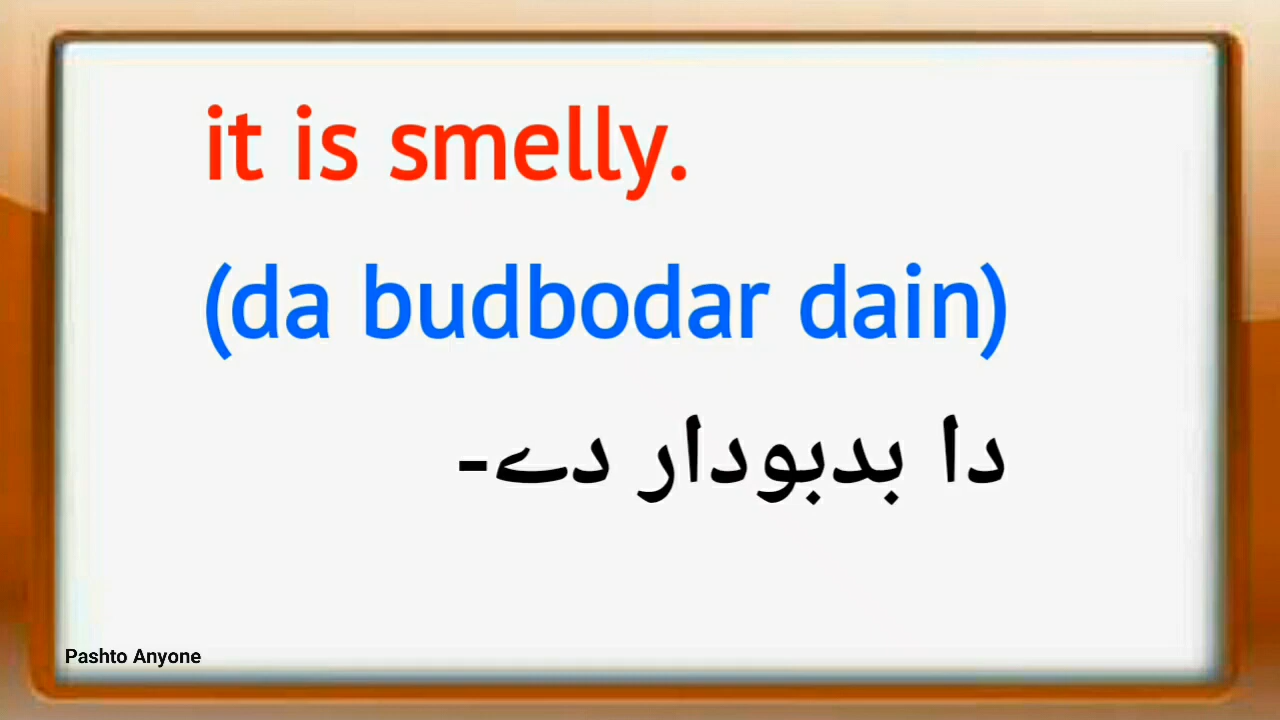 it is smelly.
(da budbodar dain)
دا بدبودار دے-
Pashto Anyone